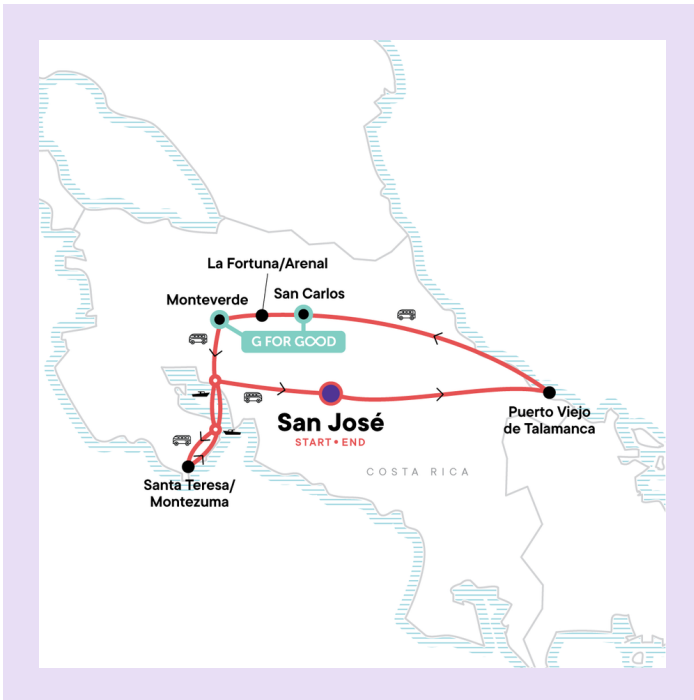 La Fortuna/Arenal
San Carlos
Monteverde
G FOR GOOD
San José
START • END
Puerto Viejo
de Talamanca
COSTA RICA
Santa Teresa/
Montezuma